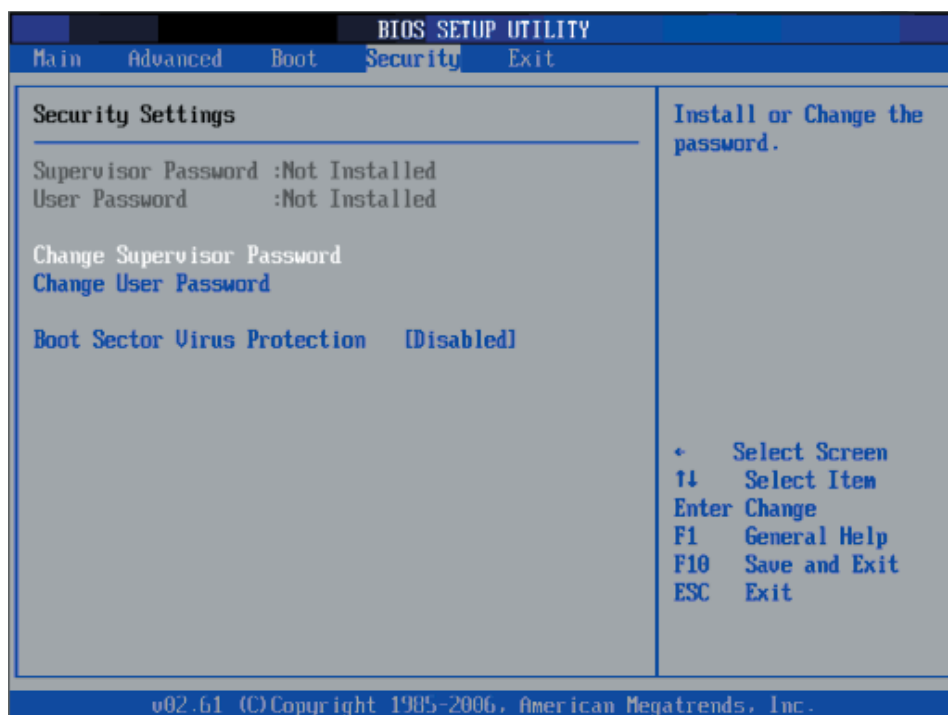 BIOS SETUP UTILITY
Main Advanced Boot Security Exit
Security Settings
Supervisor Password :Not Installed
User Password :Not Installed
Change Supervisor Password
Change User Password
Boot Sector Virus Protection [Disabled]
Install or Change the
password.
← Select Screen
↑↓ Select Item
Enter Change
F1 General Help
F10 Save and Exit
ESC Exit
v02.61 (C)Copyright 1985-2006, American Megatrends, Inc.